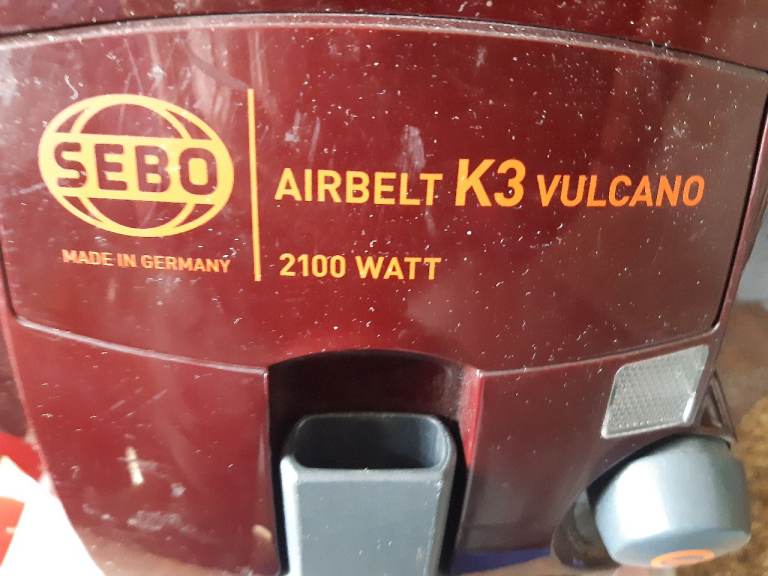 SEBO
MADE IN GERMANY
AIRBELT K3 VULCANO
2100 WATT